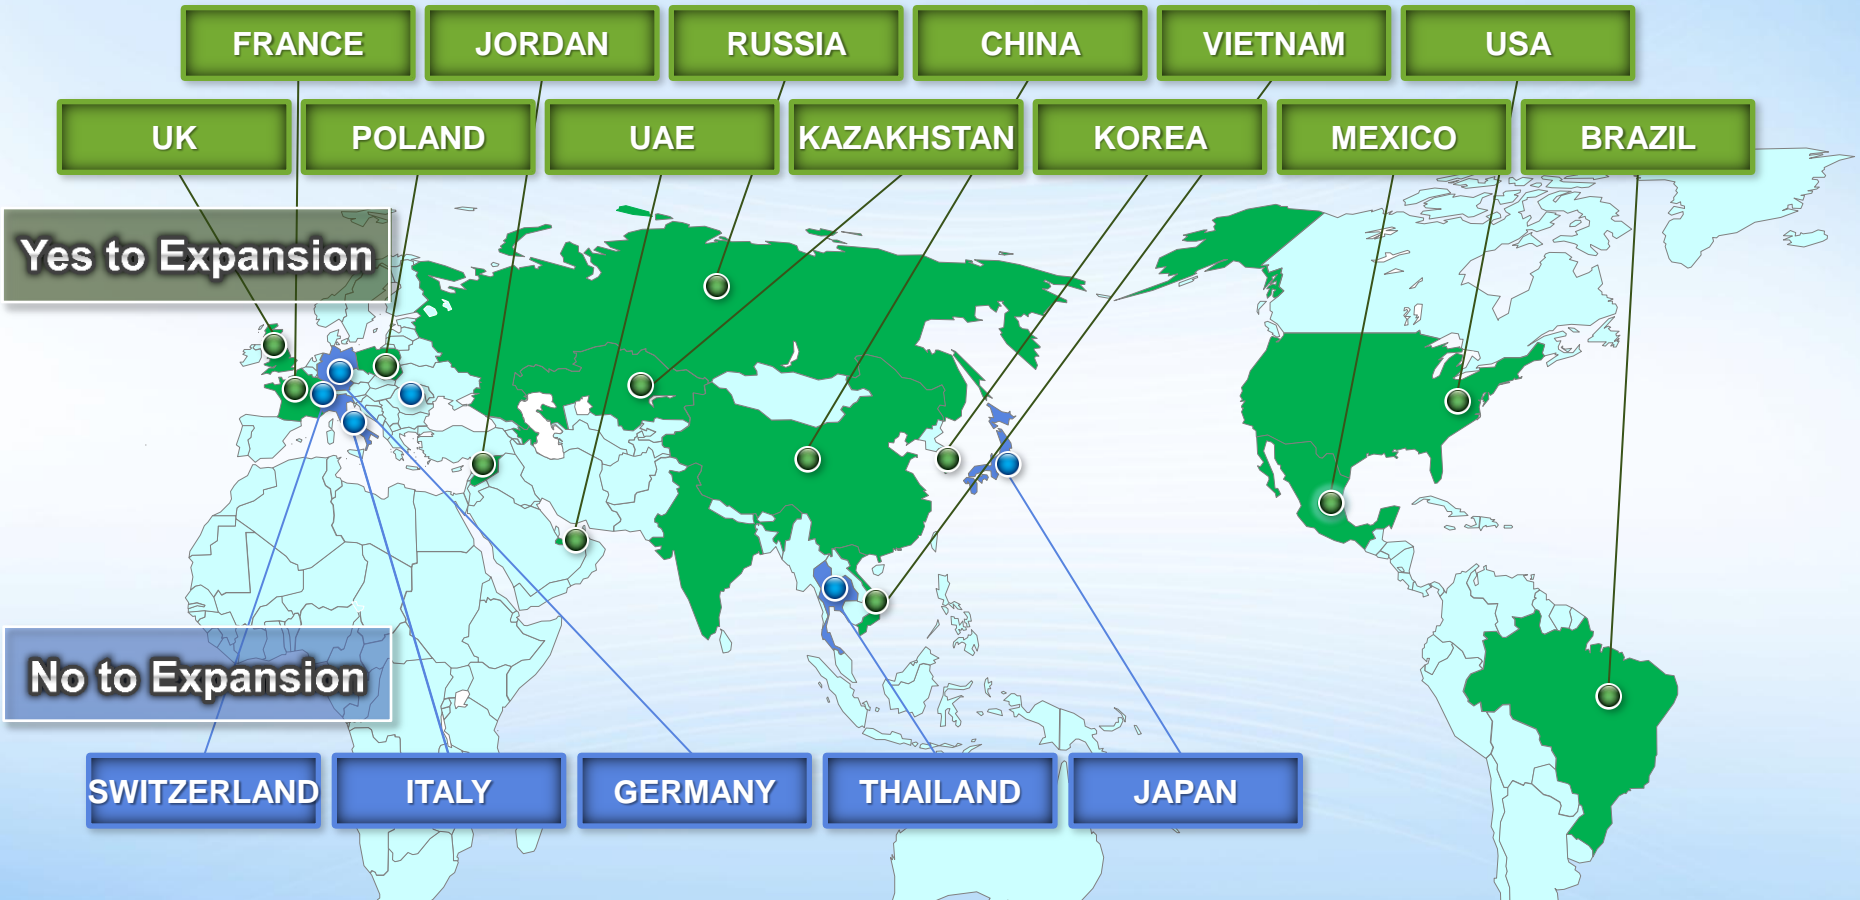 FRANCE
JORDAN
RUSSIA
CHINA
VIETNAM
USA
UK
POLAND
UAE
KAZAKHSTAN
KOREA
MEXICO
BRAZIL
Yes to Expansion
No to Expansion
SWITZERLAND
ITALY
GERMANY
THAILAND
JAPAN